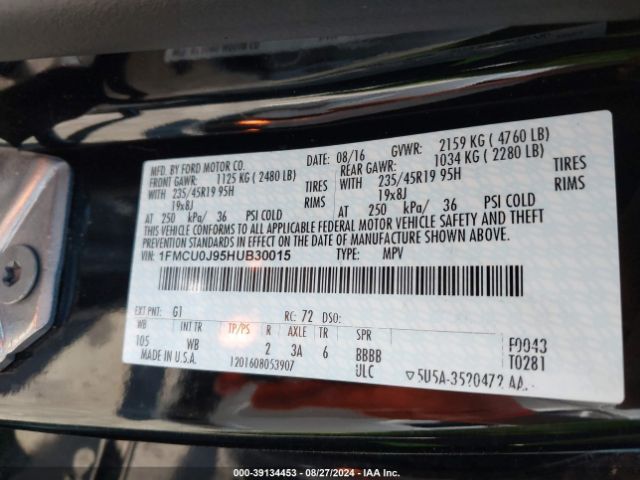 MFD. BY FORD MOTOR CO.
DATE: 08/16 GVWR: 2159 KG ( 4760 LB)
FRONT GAWR: 1125 KG ( 2480 LB)
REAR GAWR: 1034 KG ( 2280 LB)
WITH 235/45R19 95H TIRES
WITH 235/45R19 95H TIRES
19x8J RIMS
19x8J RIMS
AT 250 kPa/ 36 PSI COLD
AT 250 kPa/ 36 PSI COLD
THIS VEHICLE CONFORMS TO ALL APPLICABLE FEDERAL MOTOR VEHICLE SAFETY AND THEFT
PREVENTION STANDARDS IN EFFECT ON THE DATE OF MANUFACTURE SHOWN ABOVE.
VIN: 1FMCU0J95HUB30015 TYPE: MPV
EXT PNT: G1 RC: 72 DSO:
WB INT TR TP/PS R AXLE TR SPR
105 WB 2 3A 6 BBBB
F0043
T0281
MADE IN U.S.A. 1201608053907 ULC
000-39134453 - 08/27/2024 - IAA Inc.